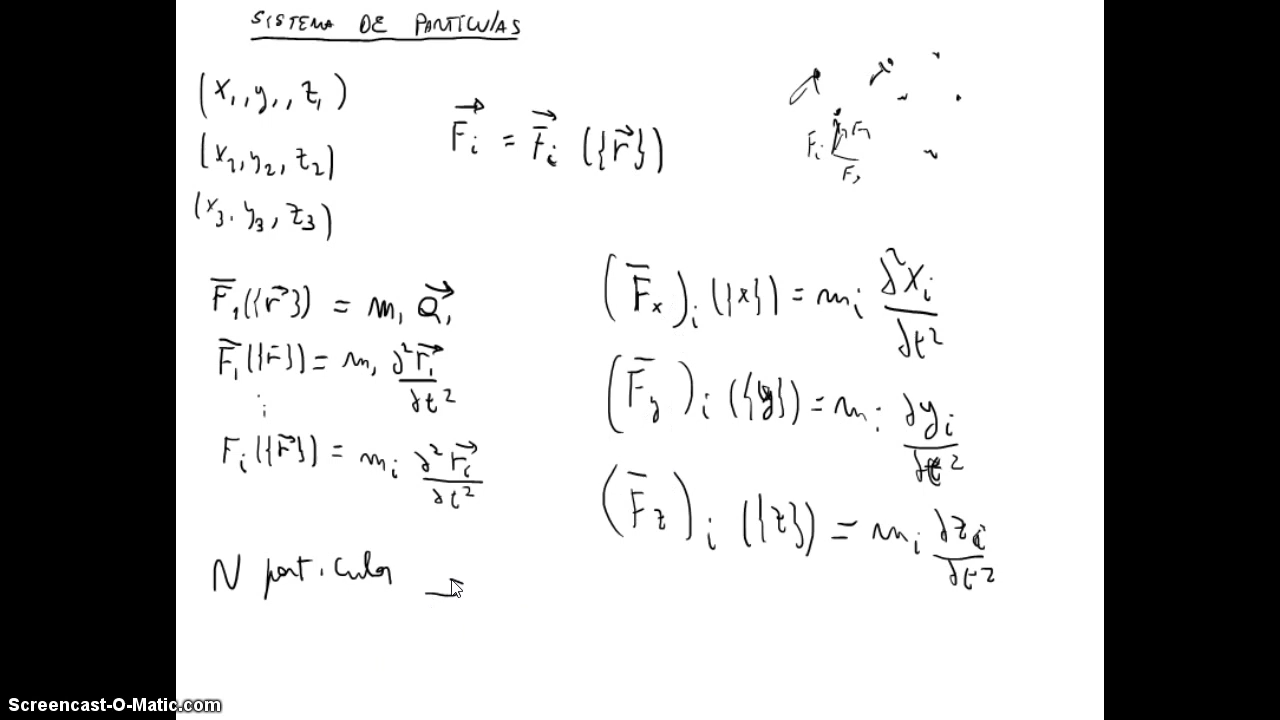 SISTEMA DE PARTICULAS
(x₁, y₁, z₁)
(x₂, y₂, z₂)
(x₃, y₃, z₃)
F⃗ᵢ = F⃗ᵢ ({r⃗})
Fᵢ
F₁({r⃗}) = m₁ a⃗₁
F⃗₁({r}) = m₁ ∂²r⃗₁/∂t²
⋮
Fᵢ({r⃗}) = mᵢ ∂²r⃗ᵢ/∂t²
N particulas
(F̄ₓ)ᵢ ({x}) = mᵢ ∂²xᵢ/∂t²
(F̄_y)ᵢ ({y}) = mᵢ ∂yᵢ/∂t²
(F̄_z)ᵢ ({z}) = mᵢ ∂zᵢ/∂t²
Screencast-O-Matic.com